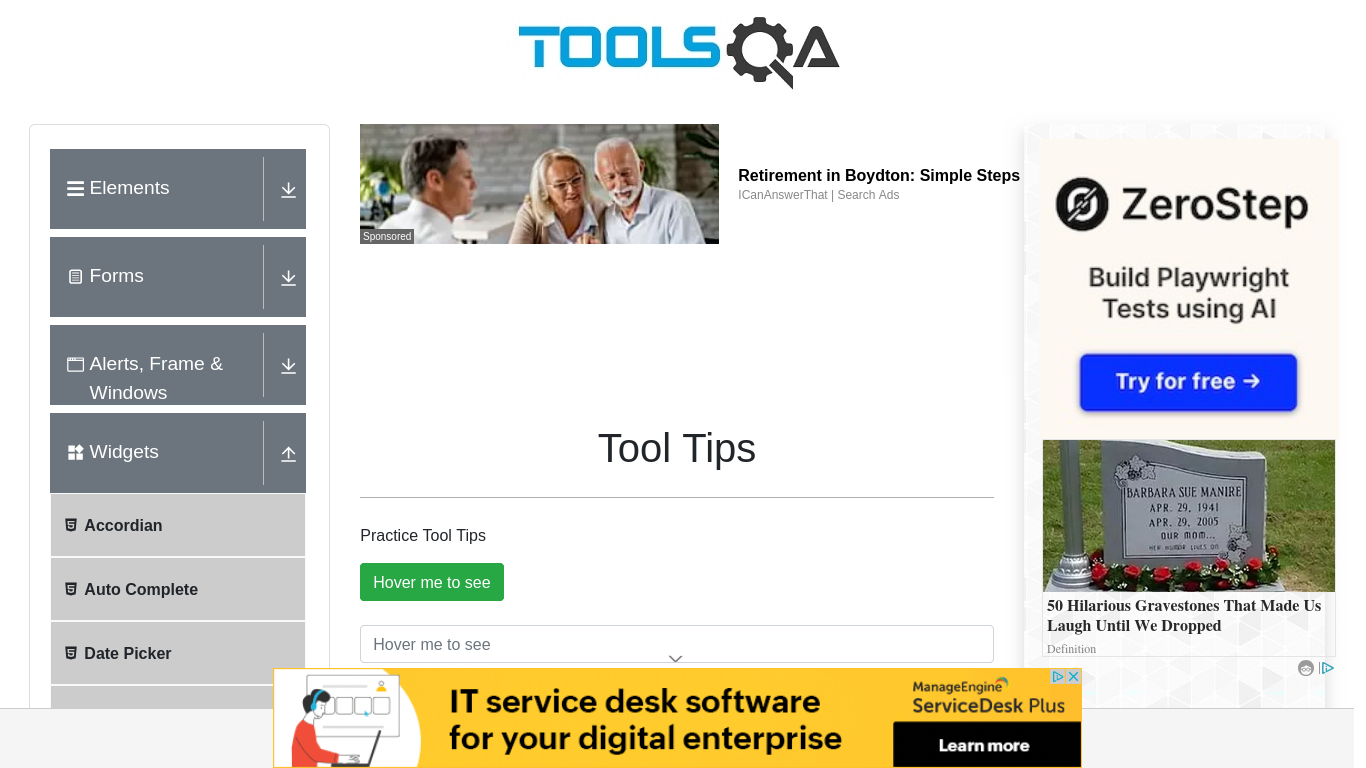 TOOLSQA
Elements
Forms
Alerts, Frame &
Windows
Widgets
Accordian
Auto Complete
Date Picker
Sponsored
Retirement in Boydton: Simple Steps
ICanAnswerThat | Search Ads
Tool Tips
Practice Tool Tips
Hover me to see
Hover me to see
ZeroStep
Build Playwright
Tests using AI
Try for free →
BARBARA SUE MANIRE
APR. 29, 1941
APR. 29, 2005
OUR MOM...
HER HUMOR LIVES ON
50 Hilarious Gravestones That Made Us
Laugh Until We Dropped
Definition
IT service desk software
for your digital enterprise
ManageEngine
ServiceDesk Plus
Learn more